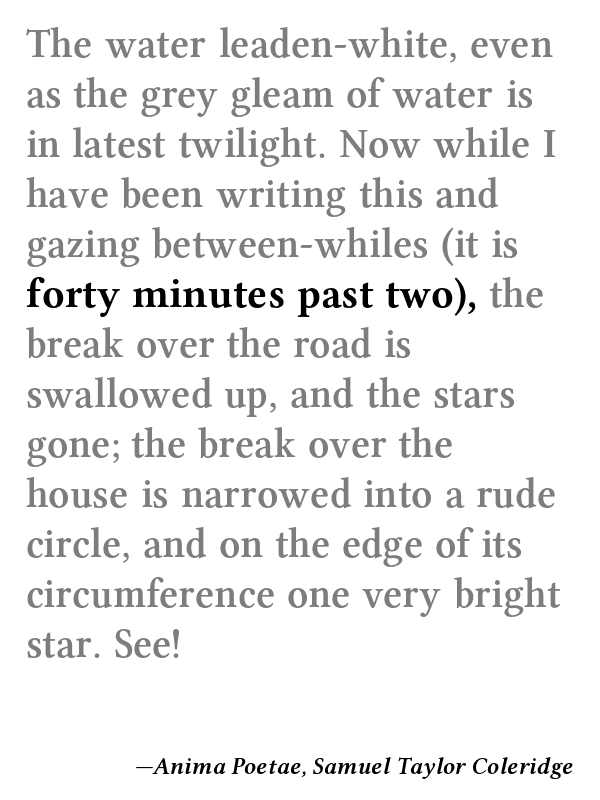 The water leaden-white, even
as the grey gleam of water is
in latest twilight. Now while I
have been writing this and
gazing between-whiles (it is
forty minutes past two), the
break over the road is
swallowed up, and the stars
gone; the break over the
house is narrowed into a rude
circle, and on the edge of its
circumference one very bright
star. See!
—Anima Poetae, Samuel Taylor Coleridge